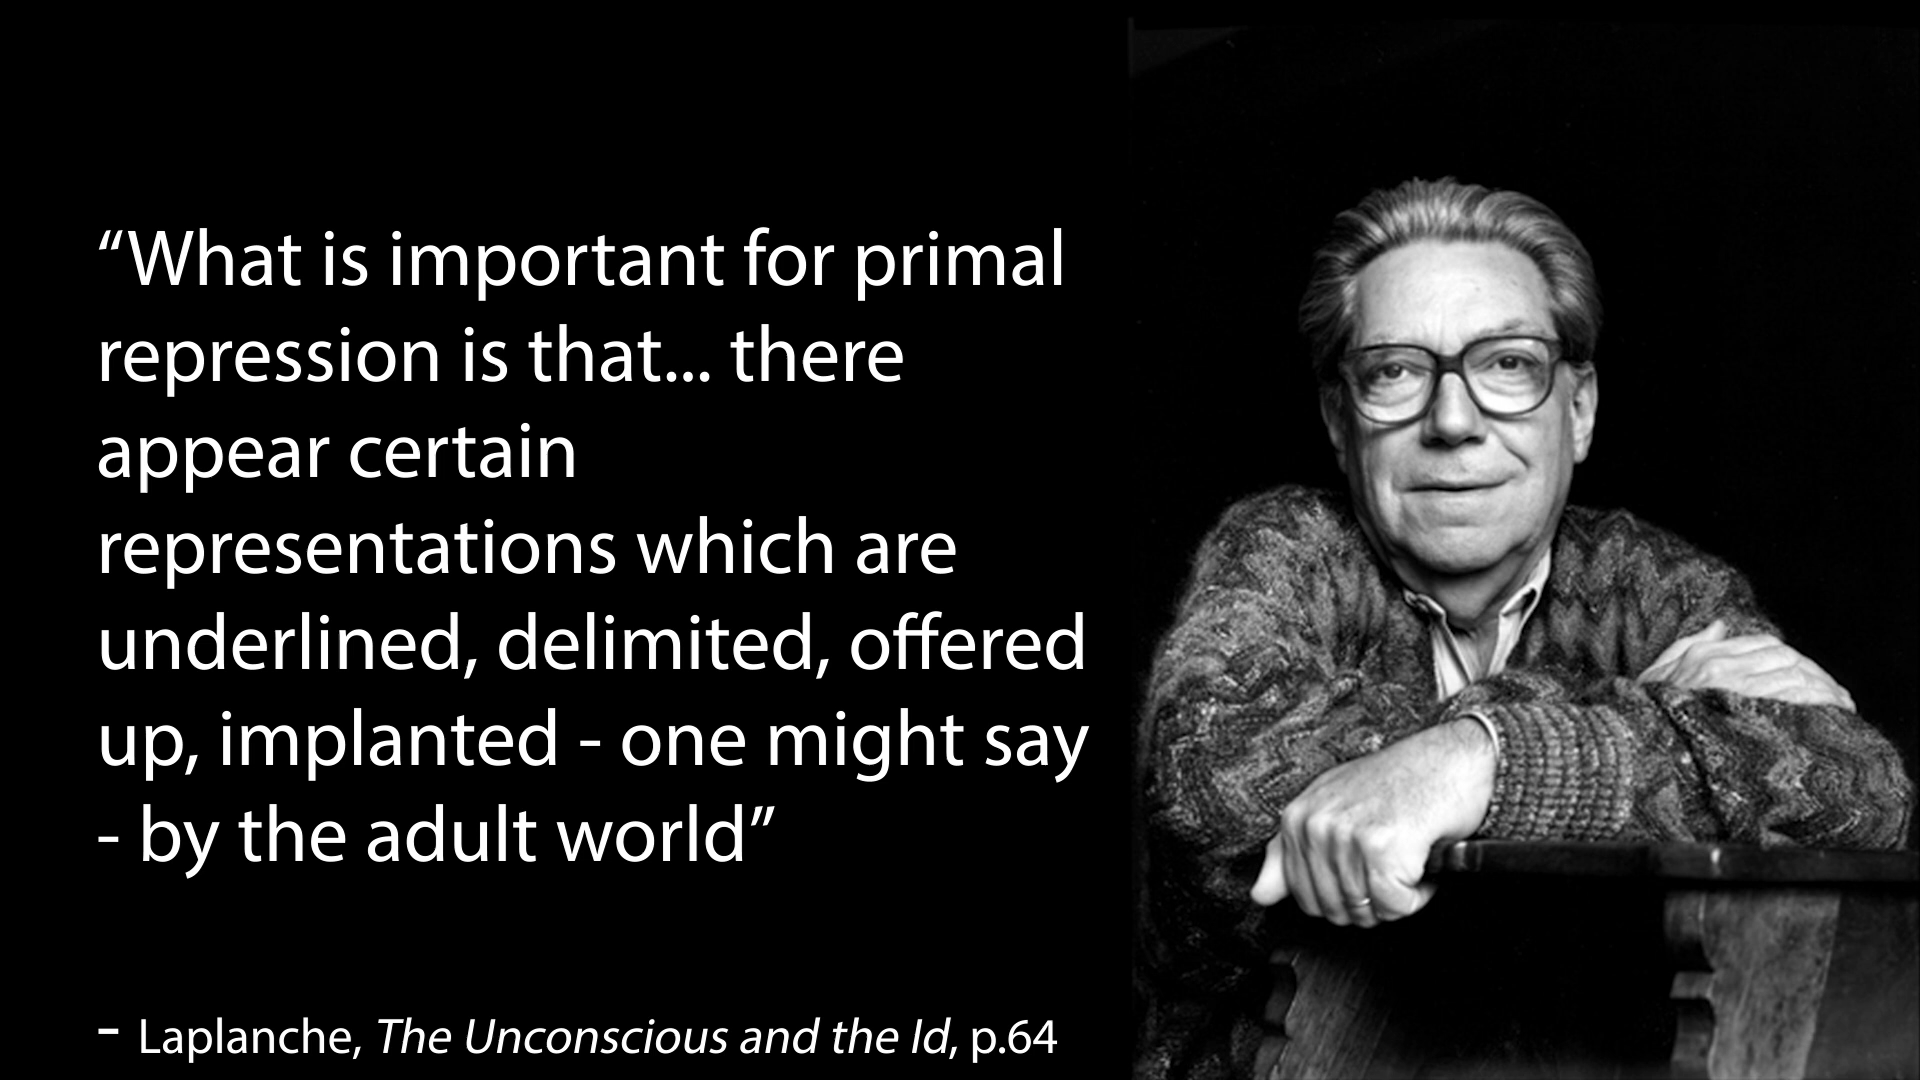 “What is important for primal
repression is that... there
appear certain
representations which are
underlined, delimited, offered
up, implanted - one might say
- by the adult world”
- Laplanche, The Unconscious and the Id, p.64